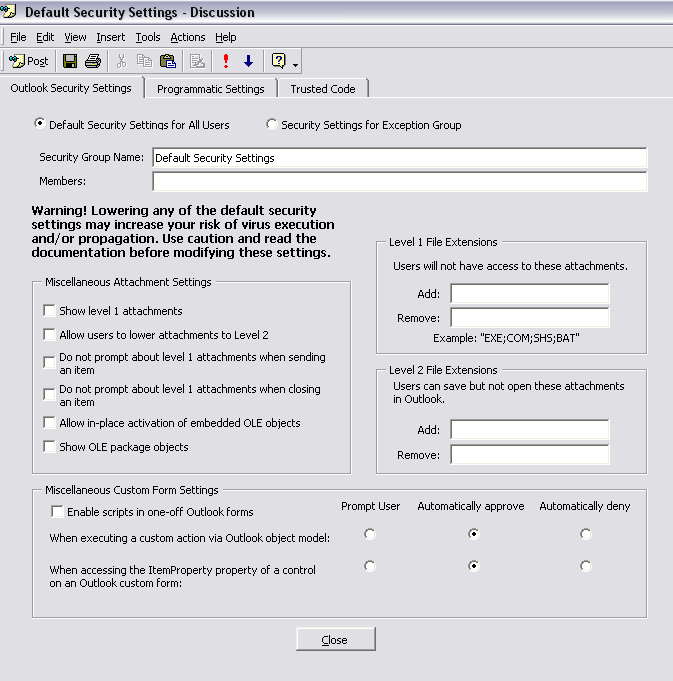 Default Security Settings - Discussion
File Edit View Insert Tools Actions Help
Post
Outlook Security Settings Programmatic Settings Trusted Code
Default Security Settings for All Users Security Settings for Exception Group
Security Group Name: Default Security Settings
Members:
Warning! Lowering any of the default security
settings may increase your risk of virus execution
and/or propagation. Use caution and read the
documentation before modifying these settings.
Miscellaneous Attachment Settings
Show level 1 attachments
Allow users to lower attachments to Level 2
Do not prompt about level 1 attachments when sending
an item
Do not prompt about level 1 attachments when closing
an item
Allow in-place activation of embedded OLE objects
Show OLE package objects
Level 1 File Extensions
Users will not have access to these attachments.
Add:
Remove:
Example: "EXE;COM;SHS;BAT"
Level 2 File Extensions
Users can save but not open these attachments
in Outlook.
Add:
Remove:
Miscellaneous Custom Form Settings
Enable scripts in one-off Outlook forms
Prompt User Automatically approve Automatically deny
When executing a custom action via Outlook object model:
When accessing the ItemProperty property of a control
on an Outlook custom form:
Close